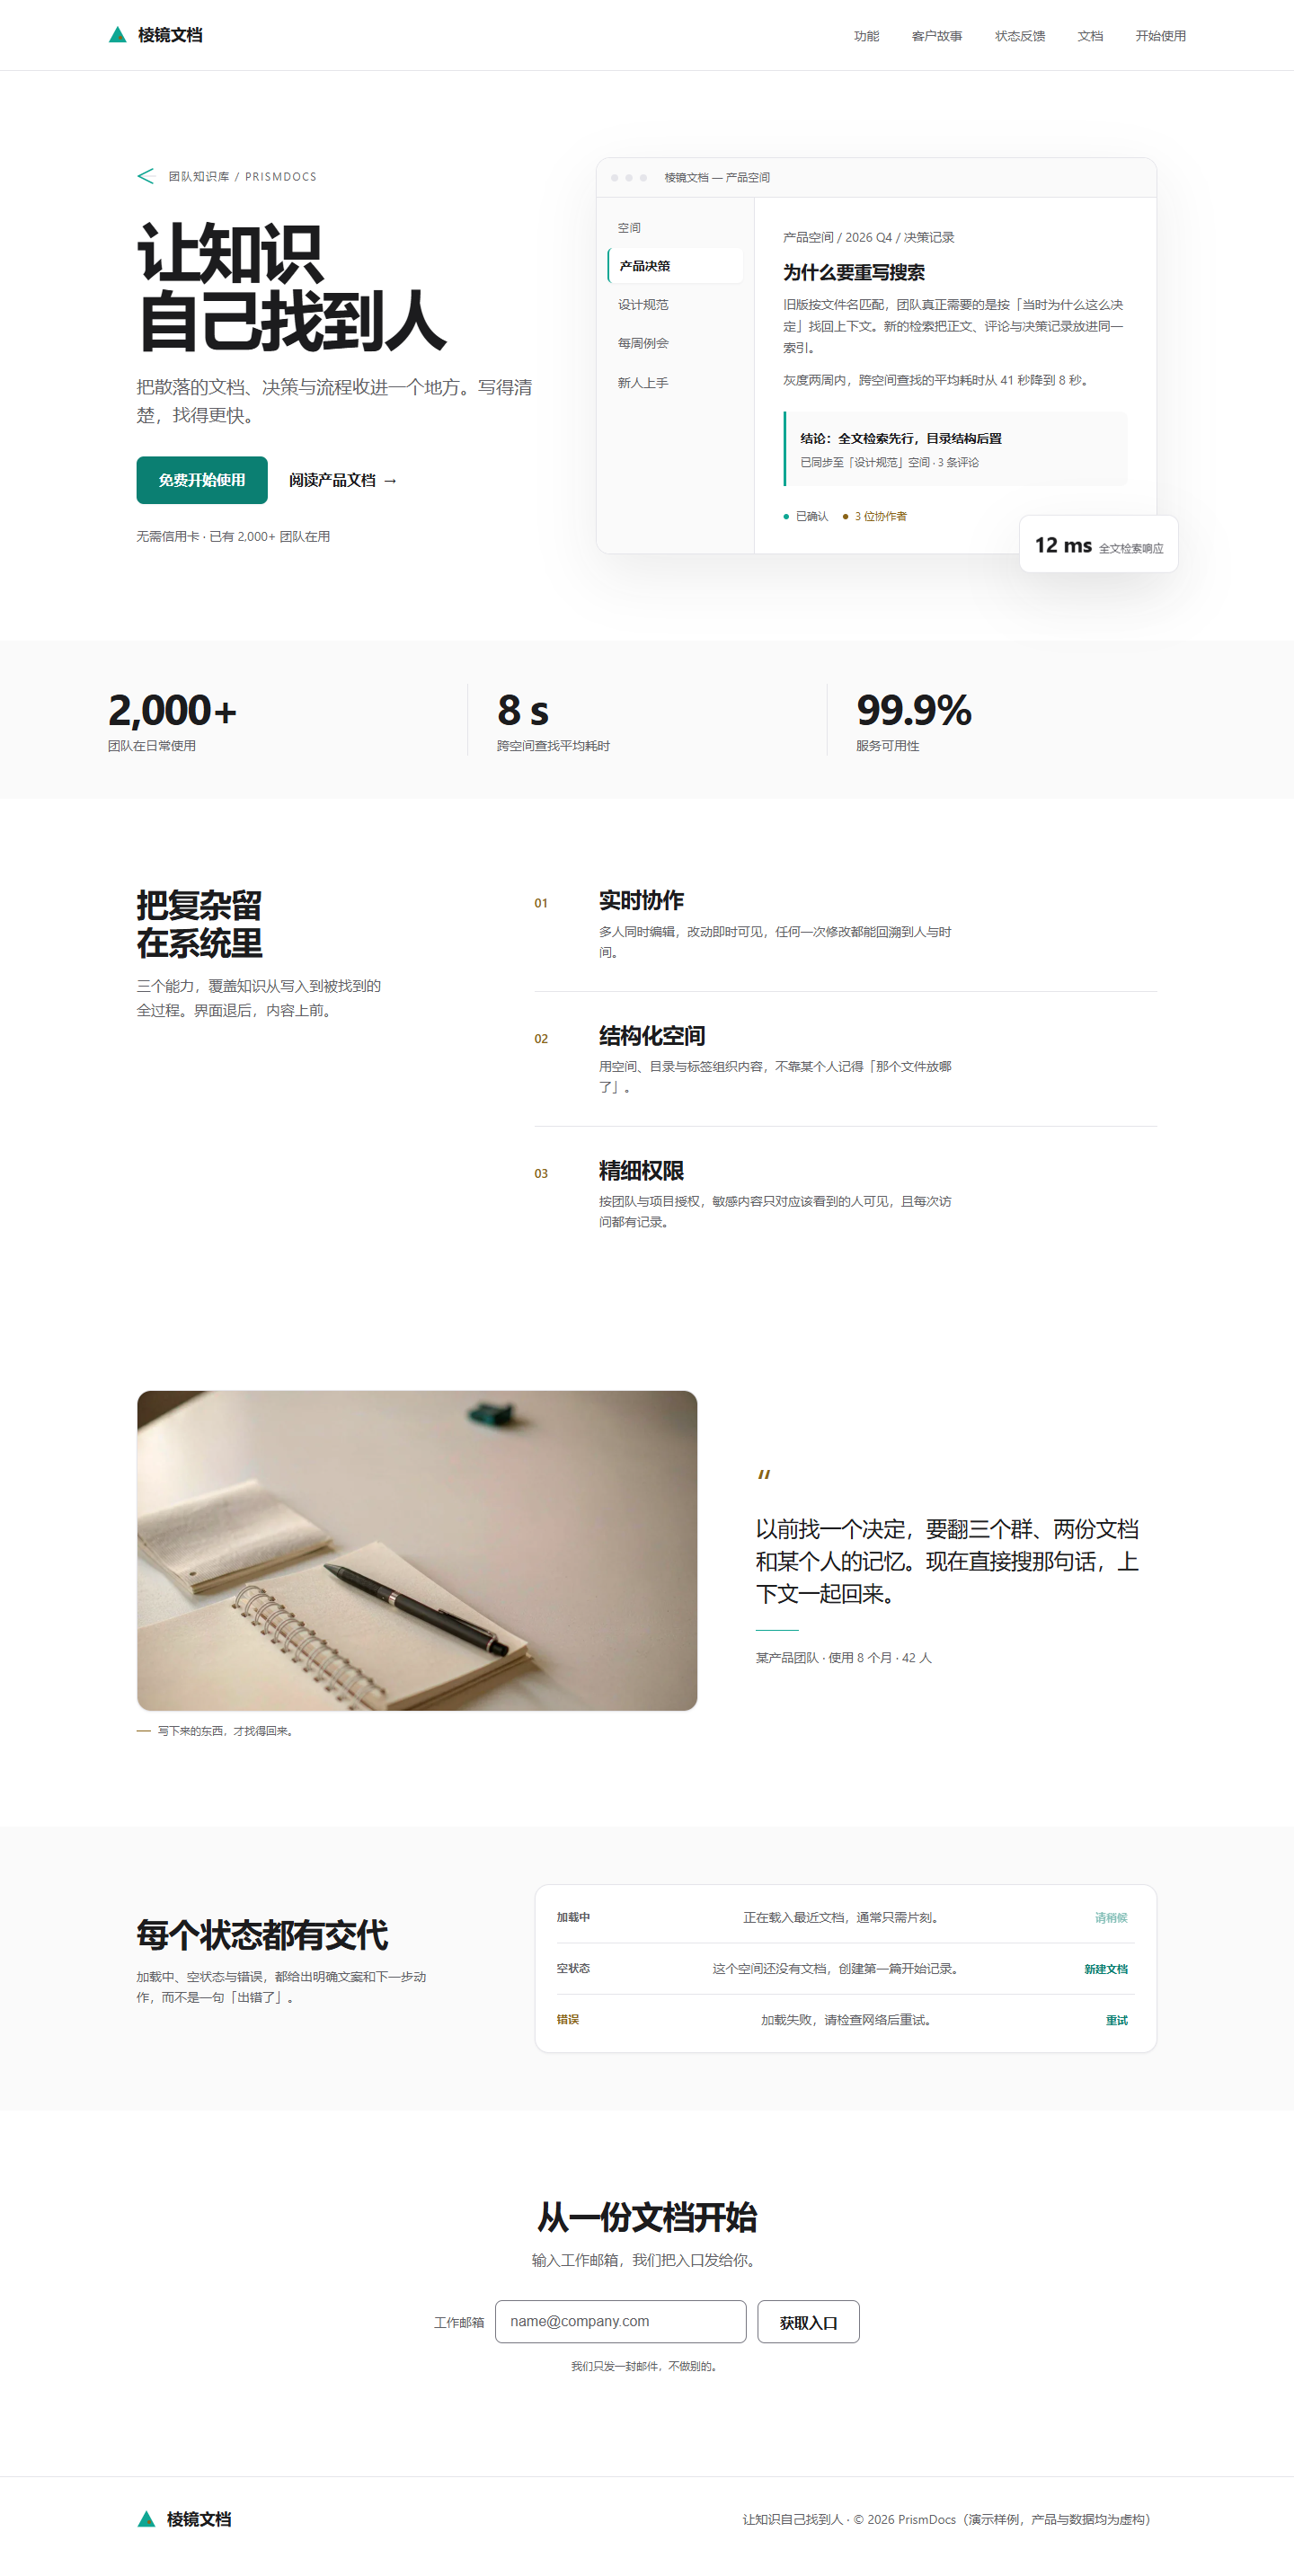 棱镜文档
功能
客户故事
状态反馈
文档
开始使用
团队知识库 / PRISMDOCS
让知识
自己找到人
把散落的文档、决策与流程收进一个地方。写得清
楚，找得更快。
免费开始使用
阅读产品文档 →
无需信用卡 · 已有 2,000+ 团队在用
棱镜文档 — 产品空间
空间
产品决策
设计规范
每周例会
新人上手
产品空间 / 2026 Q4 / 决策记录
为什么要重写搜索
旧版按文件名匹配，团队真正需要的是按「当时为什么这么决
定」找回上下文。新的检索把正文、评论与决策记录放进同一
索引。
灰度两周内，跨空间查找的平均耗时从 41 秒降到 8 秒。
结论：全文检索先行，目录结构后置
已同步至「设计规范」空间 · 3 条评论
已确认
3 位协作者
12 ms 全文检索响应
2,000+
团队在日常使用
8 s
跨空间查找平均耗时
99.9%
服务可用性
把复杂留
在系统里
三个能力，覆盖知识从写入到被找到的
全过程。界面退后，内容上前。
01
实时协作
多人同时编辑，改动即时可见，任何一次修改都能回溯到人与时
间。
02
结构化空间
用空间、目录与标签组织内容，不靠某个人记得「那个文件放哪
了」。
03
精细权限
按团队与项目授权，敏感内容只对应该看到的人可见，且每次访
问都有记录。
写下来的东西，才找得回来。
“
以前找一个决定，要翻三个群、两份文档
和某个人的记忆。现在直接搜那句话，上
下文一起回来。
某产品团队 · 使用 8 个月 · 42 人
每个状态都有交代
加载中、空状态与错误，都给出明确文案和下一步动
作，而不是一句「出错了」。
加载中
正在载入最近文档，通常只需片刻。
请稍候
空状态
这个空间还没有文档，创建第一篇开始记录。
新建文档
错误
加载失败，请检查网络后重试。
重试
从一份文档开始
输入工作邮箱，我们把入口发给你。
工作邮箱
name@company.com
获取入口
我们只发一封邮件，不做别的。
棱镜文档
让知识自己找到人 · © 2026 PrismDocs（演示样例，产品与数据均为虚构）